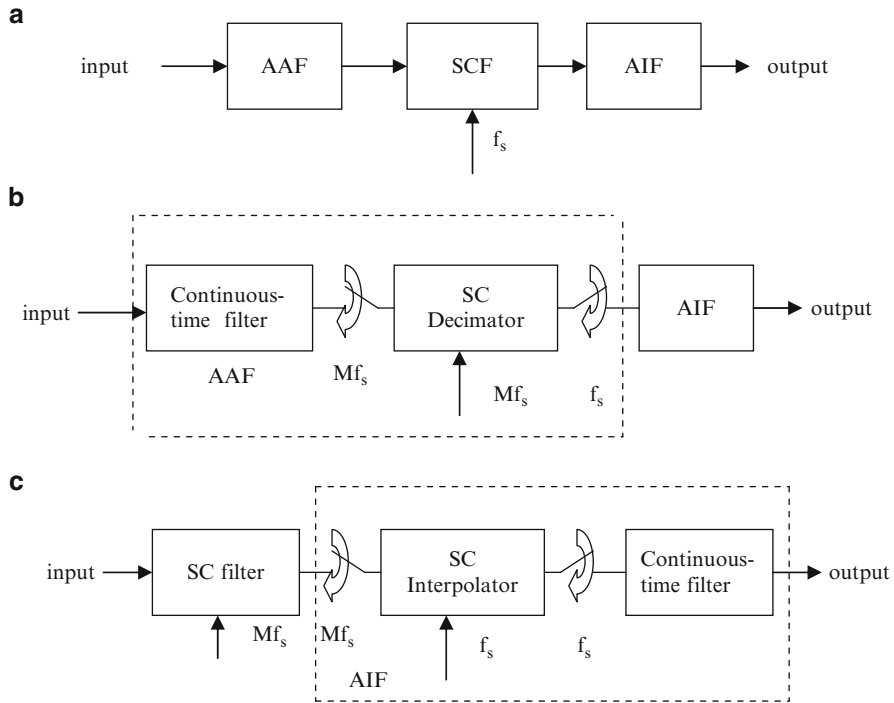 a
input AAF SCF AIF output
f_s
b
input Continuous-
time filter SC
Decimator AIF output
AAF Mf_s Mf_s f_s
c
input SC filter SC
Interpolator Continuous-
time filter output
Mf_s Mf_s f_s f_s
AIF